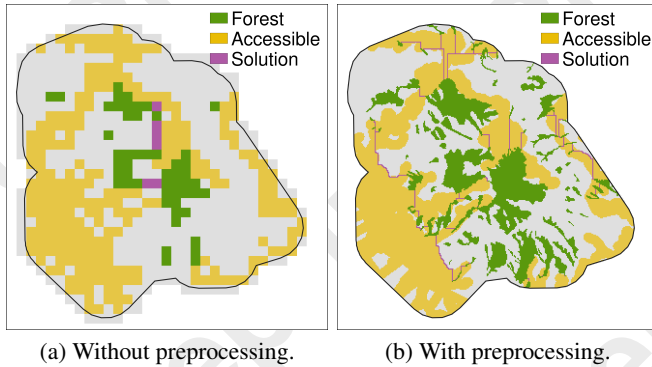 Forest
Accessible
Solution
Forest
Accessible
Solution
(a) Without preprocessing.
(b) With preprocessing.